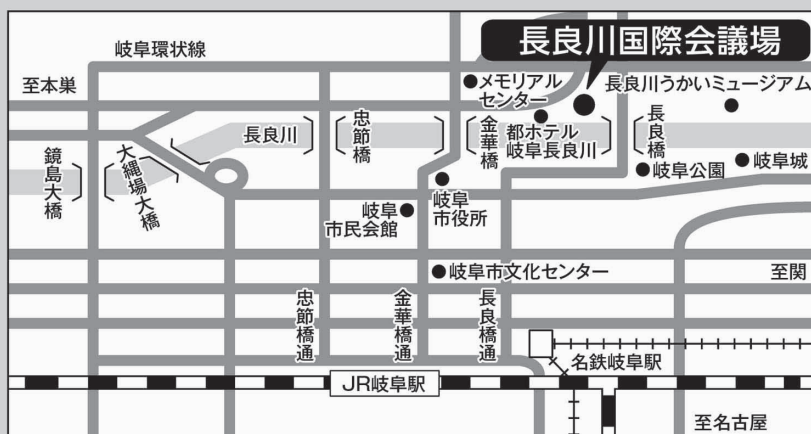 長良川国際会議場
岐阜環状線
至本巣
メモリアル
センター
長良川うかいミュージアム
長良川
忠節橋
金華橋
都ホテル
岐阜長良川
長良橋
鏡島大橋
大縄場大橋
岐阜公園
岐阜城
岐阜
市民会館
岐阜
市役所
岐阜市文化センター
至関
忠節橋通
金華橋通
長良橋通
名鉄岐阜駅
JR岐阜駅
至名古屋